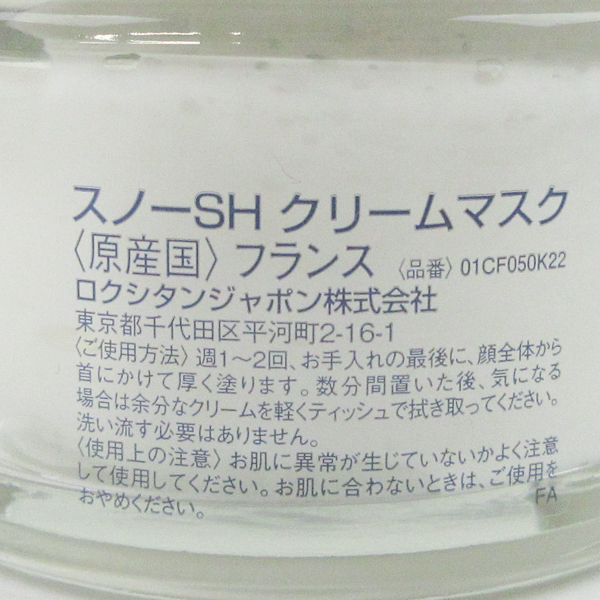 スノーSH クリームマスク
〈原産国〉 フランス 〈品番〉 01CF050K22
ロクシタンジャポン株式会社
東京都千代田区平河町2-16-1
〈ご使用方法〉 週1〜2回、お手入れの最後に、顔全体から
首にかけて厚く塗ります。数分間置いた後、気になる
場合は余分なクリームを軽くティッシュで拭き取ってください。
洗い流す必要はありません。
〈使用上の注意〉 お肌に異常が生じていないかよく注意
して使用してください。お肌に合わないときは、ご使用を
おやめください。
FA